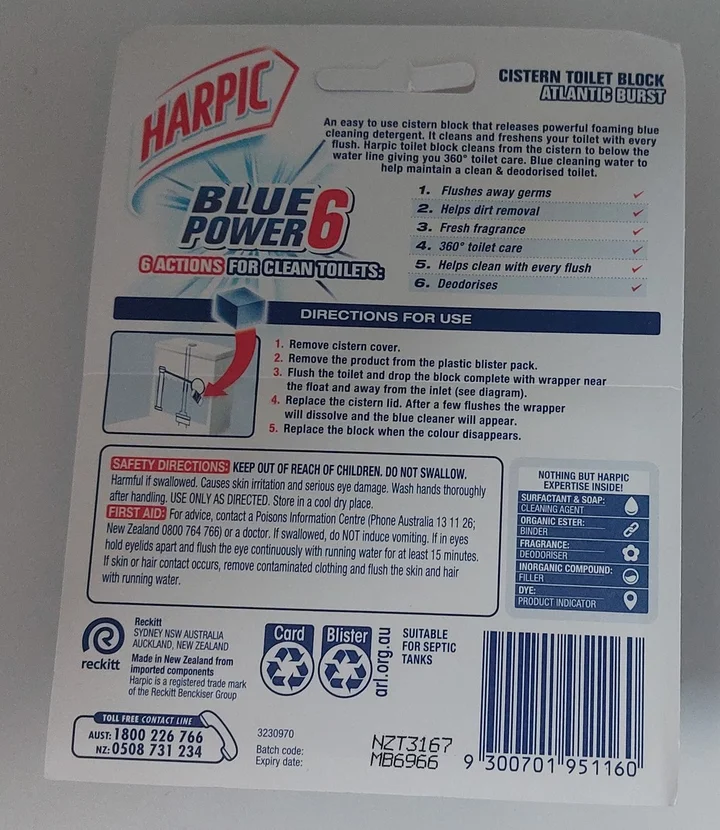 HARPIC
CISTERN TOILET BLOCK
ATLANTIC BURST
An easy to use cistern block that releases powerful foaming blue
cleaning detergent. It cleans and freshens your toilet with every
flush. Harpic toilet block cleans from the cistern to below the
water line giving you 360° toilet care. Blue cleaning water to
help maintain a clean & deodorised toilet.
BLUE
POWER 6
6 ACTIONS FOR CLEAN TOILETS:
1. Flushes away germs
2. Helps dirt removal
3. Fresh fragrance
4. 360° toilet care
5. Helps clean with every flush
6. Deodorises
DIRECTIONS FOR USE
1. Remove cistern cover.
2. Remove the product from the plastic blister pack.
3. Flush the toilet and drop the block complete with wrapper near
the float and away from the inlet (see diagram).
4. Replace the cistern lid. After a few flushes the wrapper
will dissolve and the blue cleaner will appear.
5. Replace the block when the colour disappears.
SAFETY DIRECTIONS: KEEP OUT OF REACH OF CHILDREN. DO NOT SWALLOW.
Harmful if swallowed. Causes skin irritation and serious eye damage. Wash hands thoroughly
after handling. USE ONLY AS DIRECTED. Store in a cool dry place.
FIRST AID: For advice, contact a Poisons Information Centre (Phone Australia 13 11 26;
New Zealand 0800 764 766) or a doctor. If swallowed, do NOT induce vomiting. If in eyes
hold eyelids apart and flush the eye continuously with running water for at least 15 minutes.
If skin or hair contact occurs, remove contaminated clothing and flush the skin and hair
with running water.
NOTHING BUT HARPIC
EXPERTISE INSIDE!
SURFACTANT & SOAP:
CLEANING AGENT
ORGANIC ESTER:
BINDER
FRAGRANCE:
DEODORISER
INORGANIC COMPOUND:
FILLER
DYE:
PRODUCT INDICATOR
reckitt
Reckitt
SYDNEY NSW AUSTRALIA
AUCKLAND, NEW ZEALAND
Made in New Zealand from
imported components
Harpic is a registered trade mark
of the Reckitt Benckiser Group
Card
Blister
arl.org.au
SUITABLE
FOR SEPTIC
TANKS
TOLL FREE CONTACT LINE
AUST: 1800 226 766
NZ: 0508 731 234
3230970
Batch code:
Expiry date:
NZT3167
MB6966
9 300701 951160